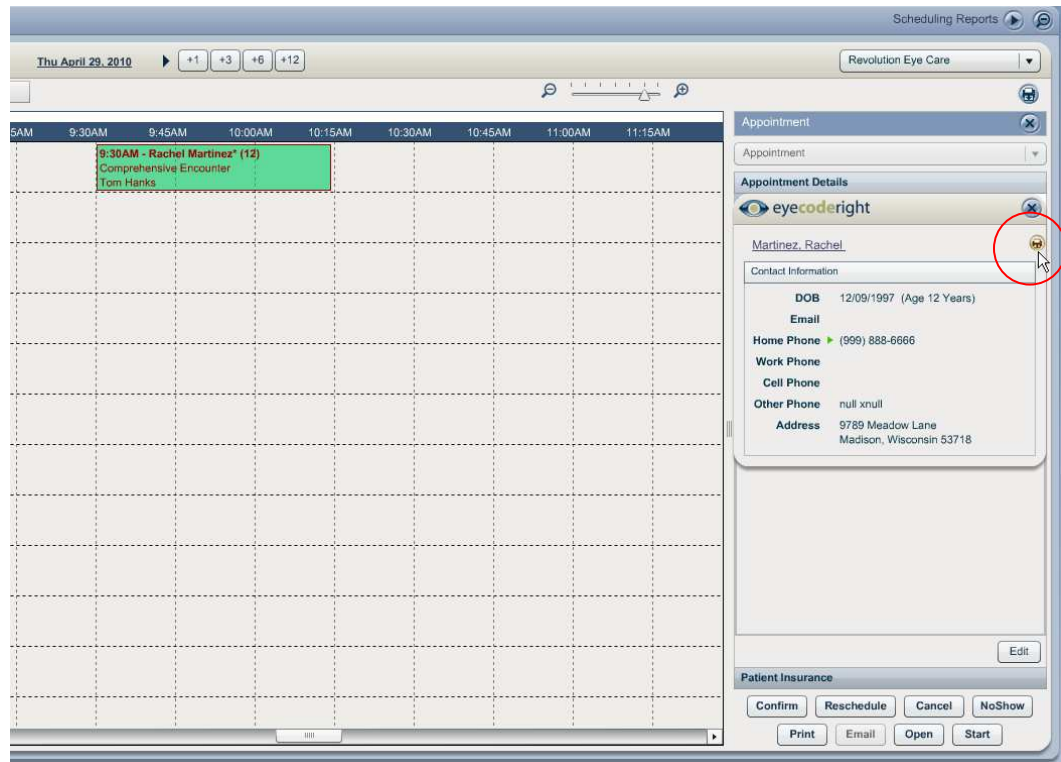 Scheduling Reports
Thu April 29, 2010 +1 +3 +6 +12
Revolution Eye Care
5AM 9:30AM 9:45AM 10:00AM 10:15AM 10:30AM 10:45AM 11:00AM 11:15AM
9:30AM - Rachel Martinez* (12)
Comprehensive Encounter
Tom Hanks
Appointment
Appointment
Appointment Details
eyecoderight
Martinez, Rachel
Contact Information
DOB 12/09/1997 (Age 12 Years)
Email
Home Phone (999) 888-6666
Work Phone
Cell Phone
Other Phone null xnull
Address 9789 Meadow Lane
Madison, Wisconsin 53718
Edit
Patient Insurance
Confirm Reschedule Cancel NoShow
Print Email Open Start